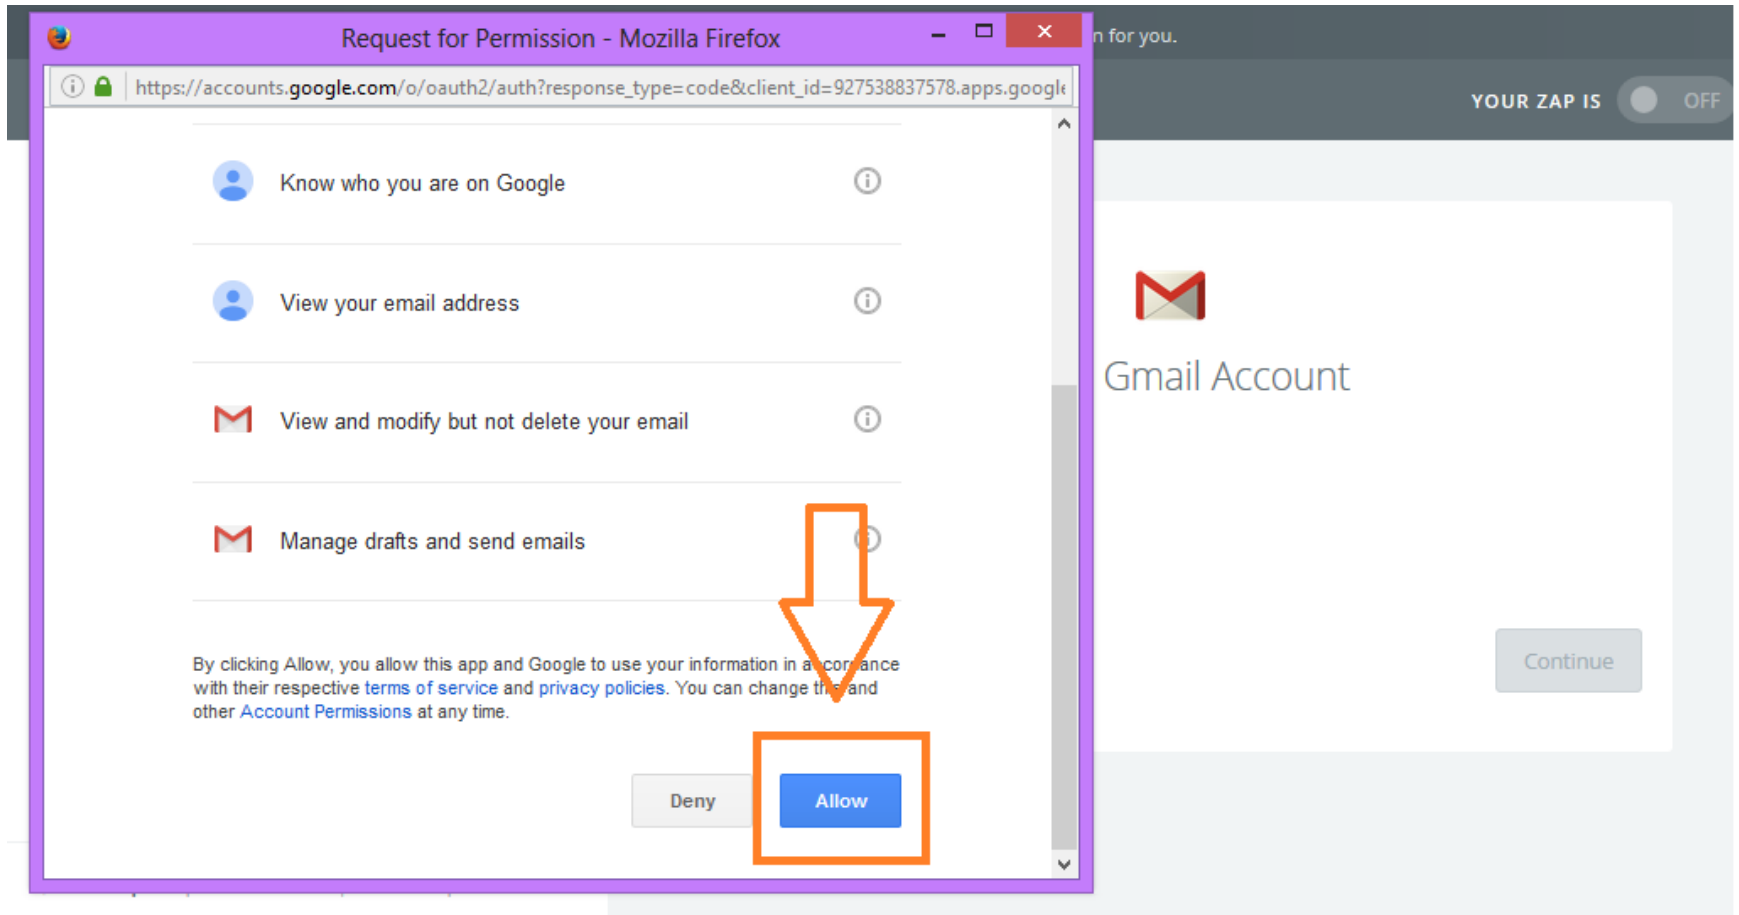 Request for Permission - Mozilla Firefox
n for you.
https://accounts.google.com/o/oauth2/auth?response_type=code&client_id=927538837578.apps.google
YOUR ZAP IS OFF
Know who you are on Google
View your email address
Gmail Account
View and modify but not delete your email
Manage drafts and send emails
By clicking Allow, you allow this app and Google to use your information in accordance
with their respective terms of service and privacy policies. You can change this and
other Account Permissions at any time.
Continue
Deny
Allow